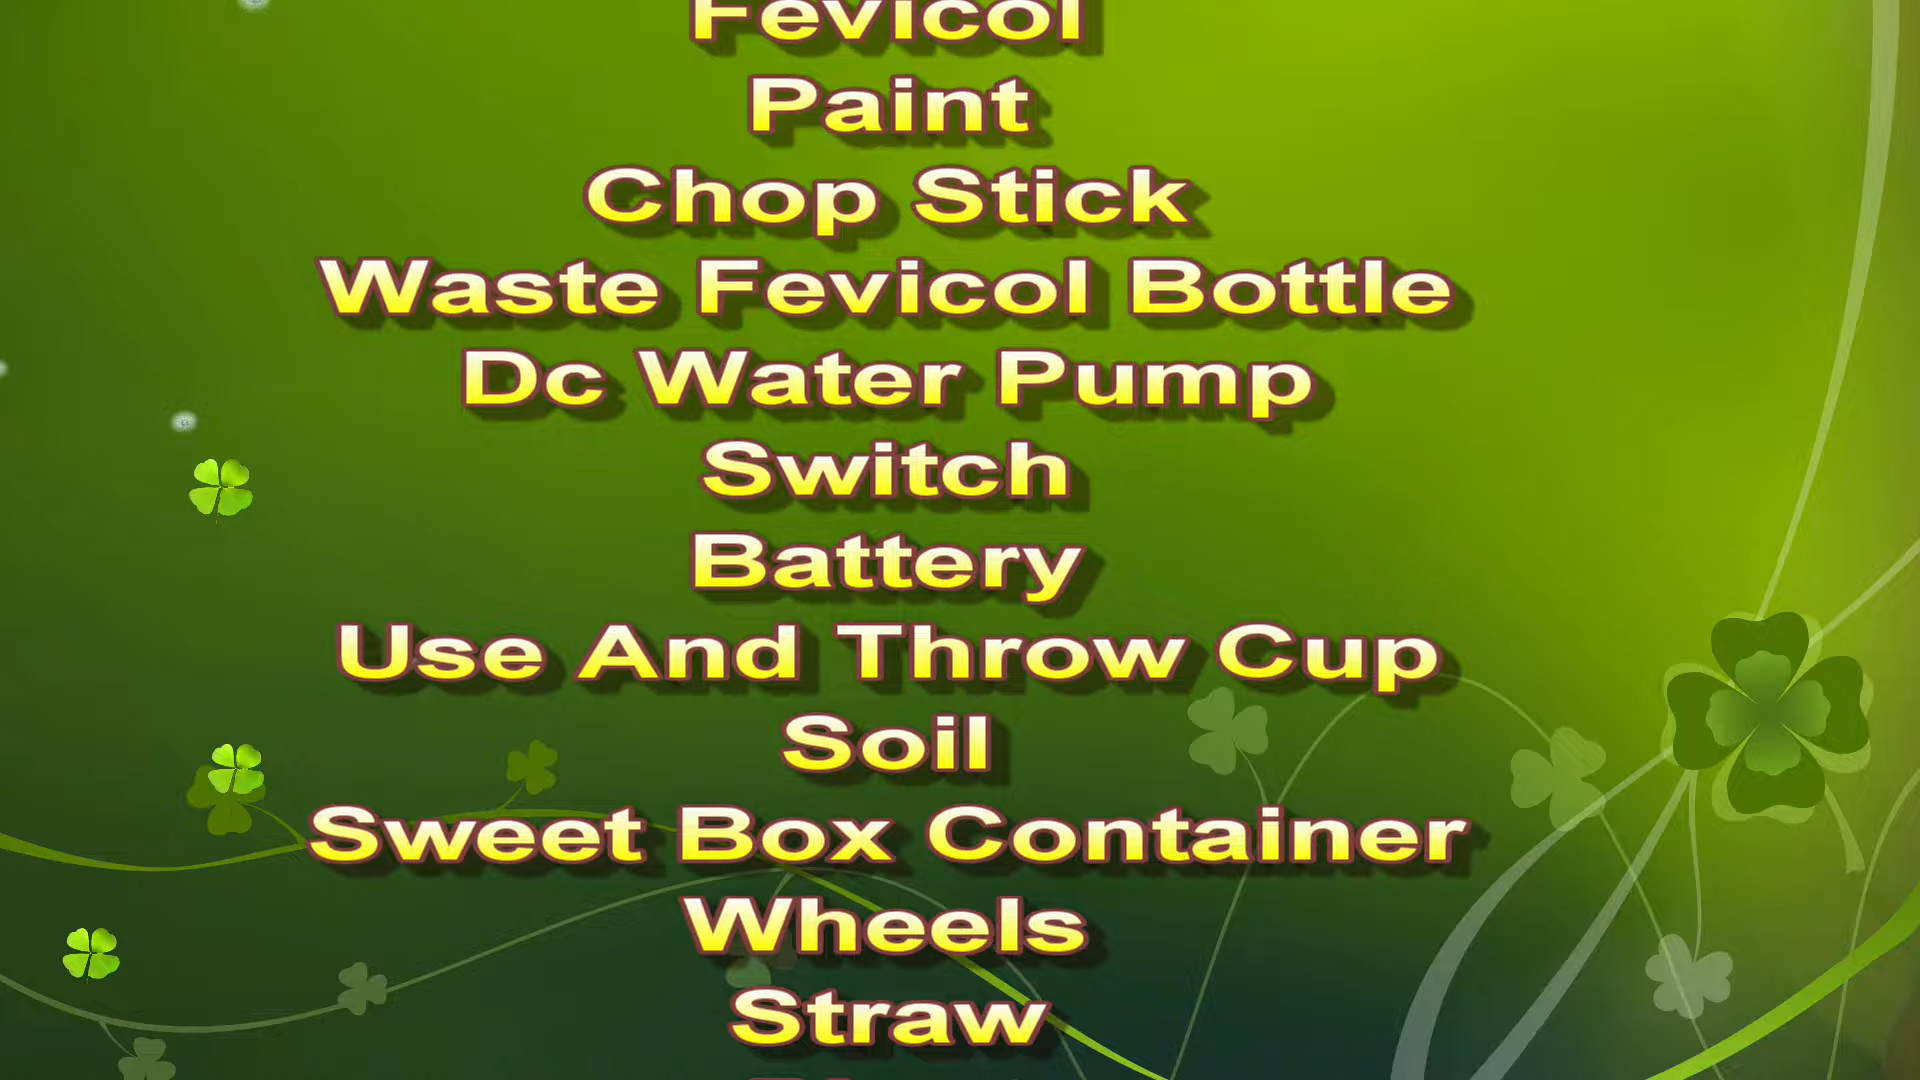 Fevicol
Paint
Chop Stick
Waste Fevicol Bottle
Dc Water Pump
Switch
Battery
Use And Throw Cup
Soil
Sweet Box Container
Wheels
Straw